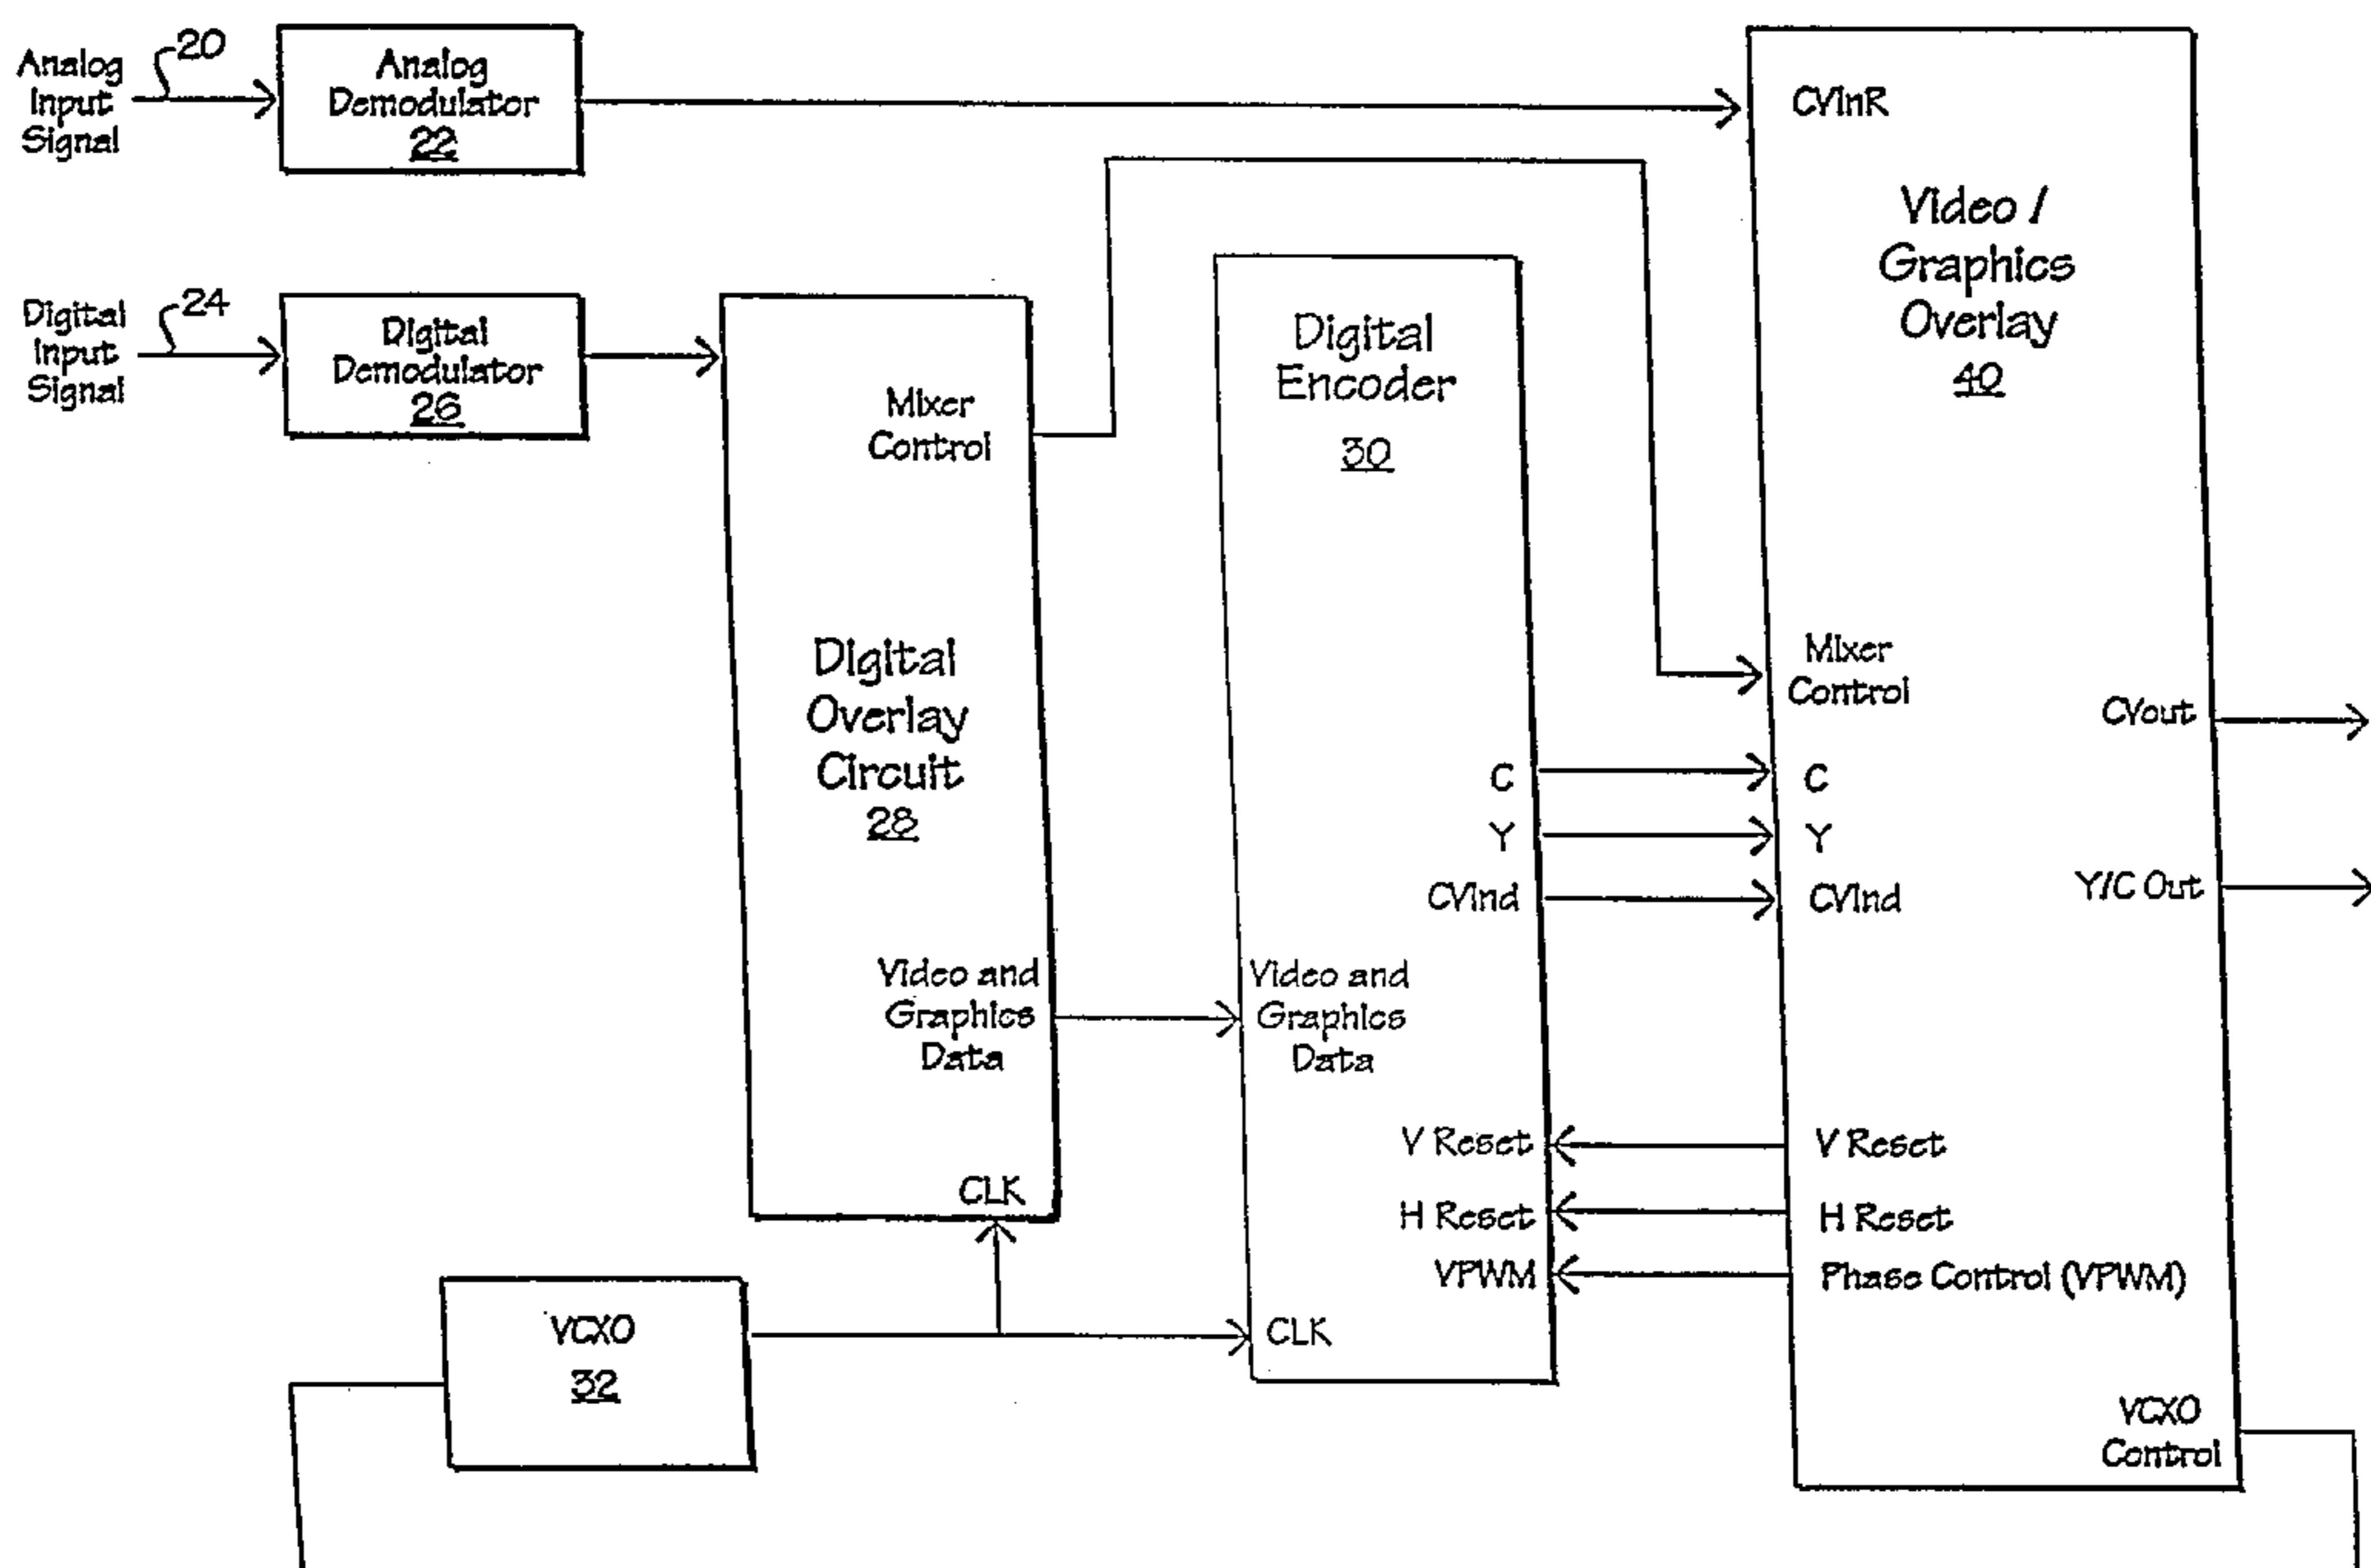 Analog
Input
Signal
20
Analog
Demodulator
22
Digital
Input
Signal
24
Digital
Demodulator
26
Mixer
Control
Digital
Overlay
Circuit
28
Video and
Graphics
Data
CLK
VCXO
32
Digital
Encoder
30
C
Y
CVInd
Video and
Graphics
Data
V Reset
H Reset
VPWM
CLK
CVInR
Video /
Graphics
Overlay
40
Mixer
Control
C
Y
CVInd
CVout
Y/C Out
V Reset
H Reset
Phase Control (VPWM)
VCXO
Control